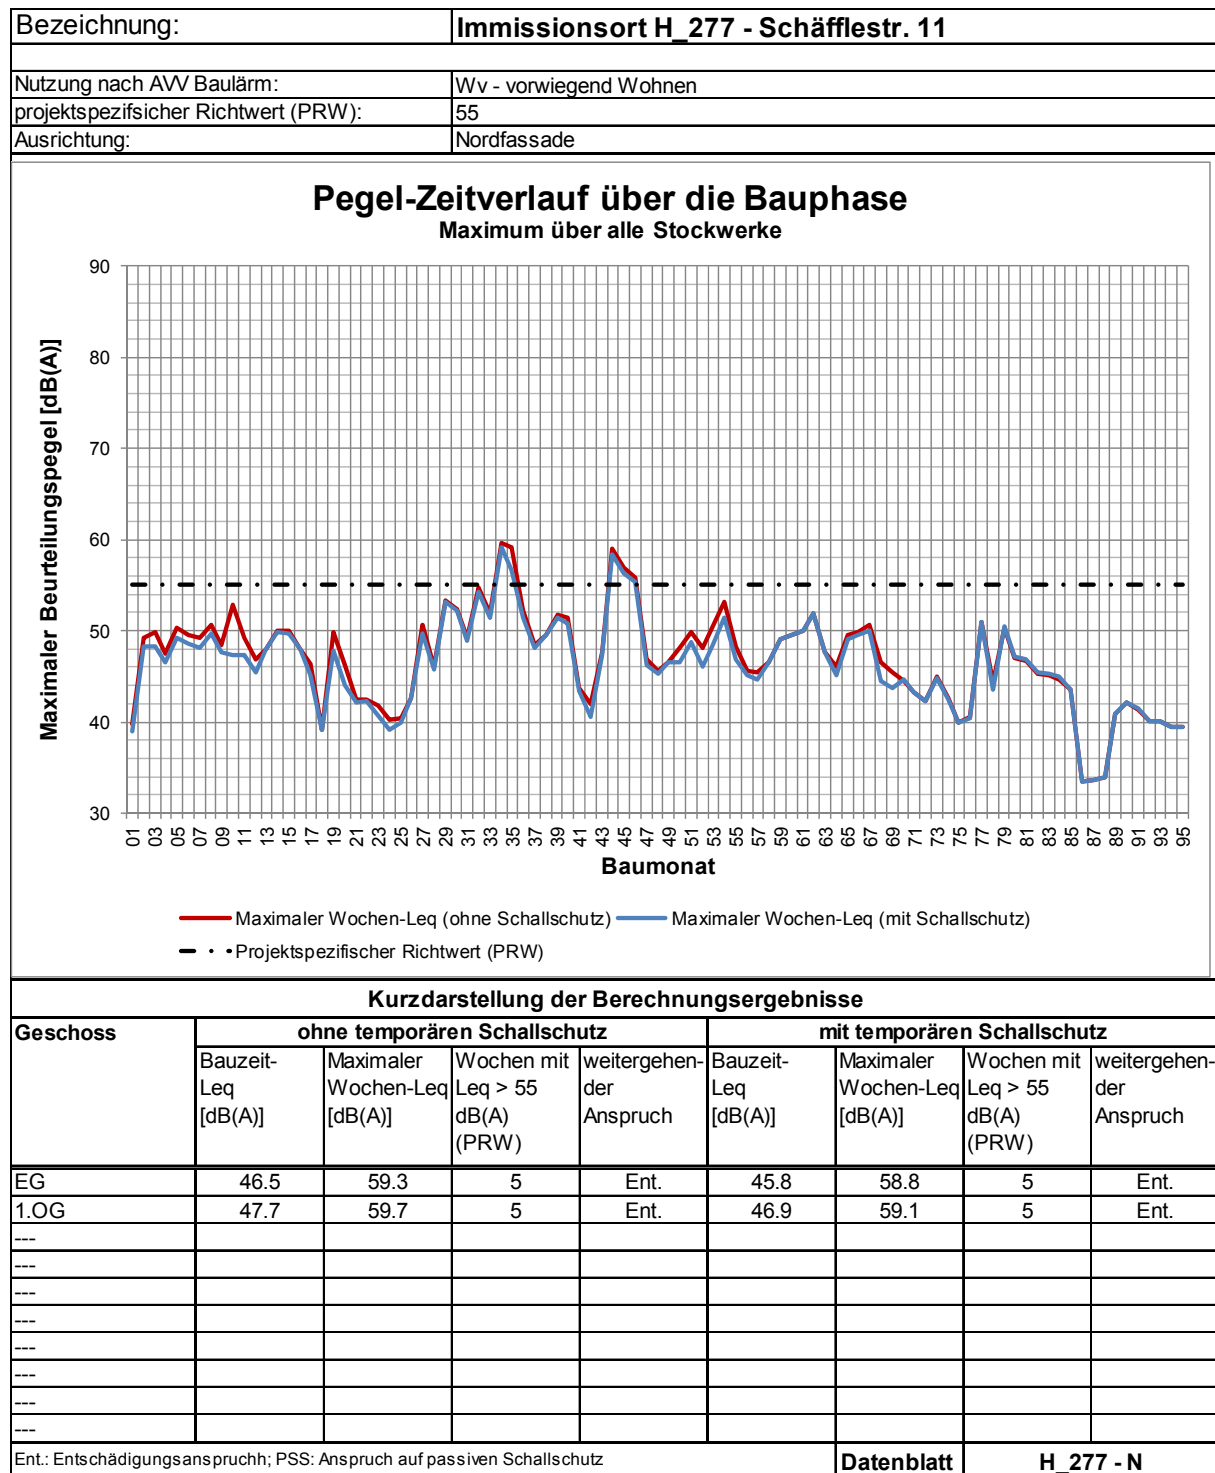 Bezeichnung: Immissionsort H_277 - Schäfflestr. 11
Nutzung nach AVV Baulärm: Wv - vorwiegend Wohnen
projektspezifsicher Richtwert (PRW): 55
Ausrichtung: Nordfassade
Pegel-Zeitverlauf über die Bauphase
Maximum über alle Stockwerke
Maximaler Beurteilungspegel [dB(A)]
90
80
70
60
50
40
30
01 03 05 07 09 11 13 15 17 19 21 23 25 27 29 31 33 35 37 39 41 43 45 47 49 51 53 55 57 59 61 63 65 67 69 71 73 75 77 79 81 83 85 87 89 91 93 95
Baumonat
Maximaler Wochen-Leq (ohne Schallschutz) Maximaler Wochen-Leq (mit Schallschutz)
Projektspezifischer Richtwert (PRW)
Kurzdarstellung der Berechnungsergebnisse
Geschoss ohne temporären Schallschutz mit temporären Schallschutz
Bauzeit- Maximaler Wochen mit weitergehen- Bauzeit- Maximaler Wochen mit weitergehen-
Leq Wochen-Leq Leq > 55 der Leq Wochen-Leq Leq > 55 der
[dB(A)] [dB(A)] dB(A) Anspruch [dB(A)] [dB(A)] dB(A) Anspruch
(PRW) (PRW)
EG 46.5 59.3 5 Ent. 45.8 58.8 5 Ent.
1.OG 47.7 59.7 5 Ent. 46.9 59.1 5 Ent.
---
---
---
---
---
---
---
---
Ent.: Entschädigungsanspruchh; PSS: Anspruch auf passiven Schallschutz Datenblatt H_277 - N